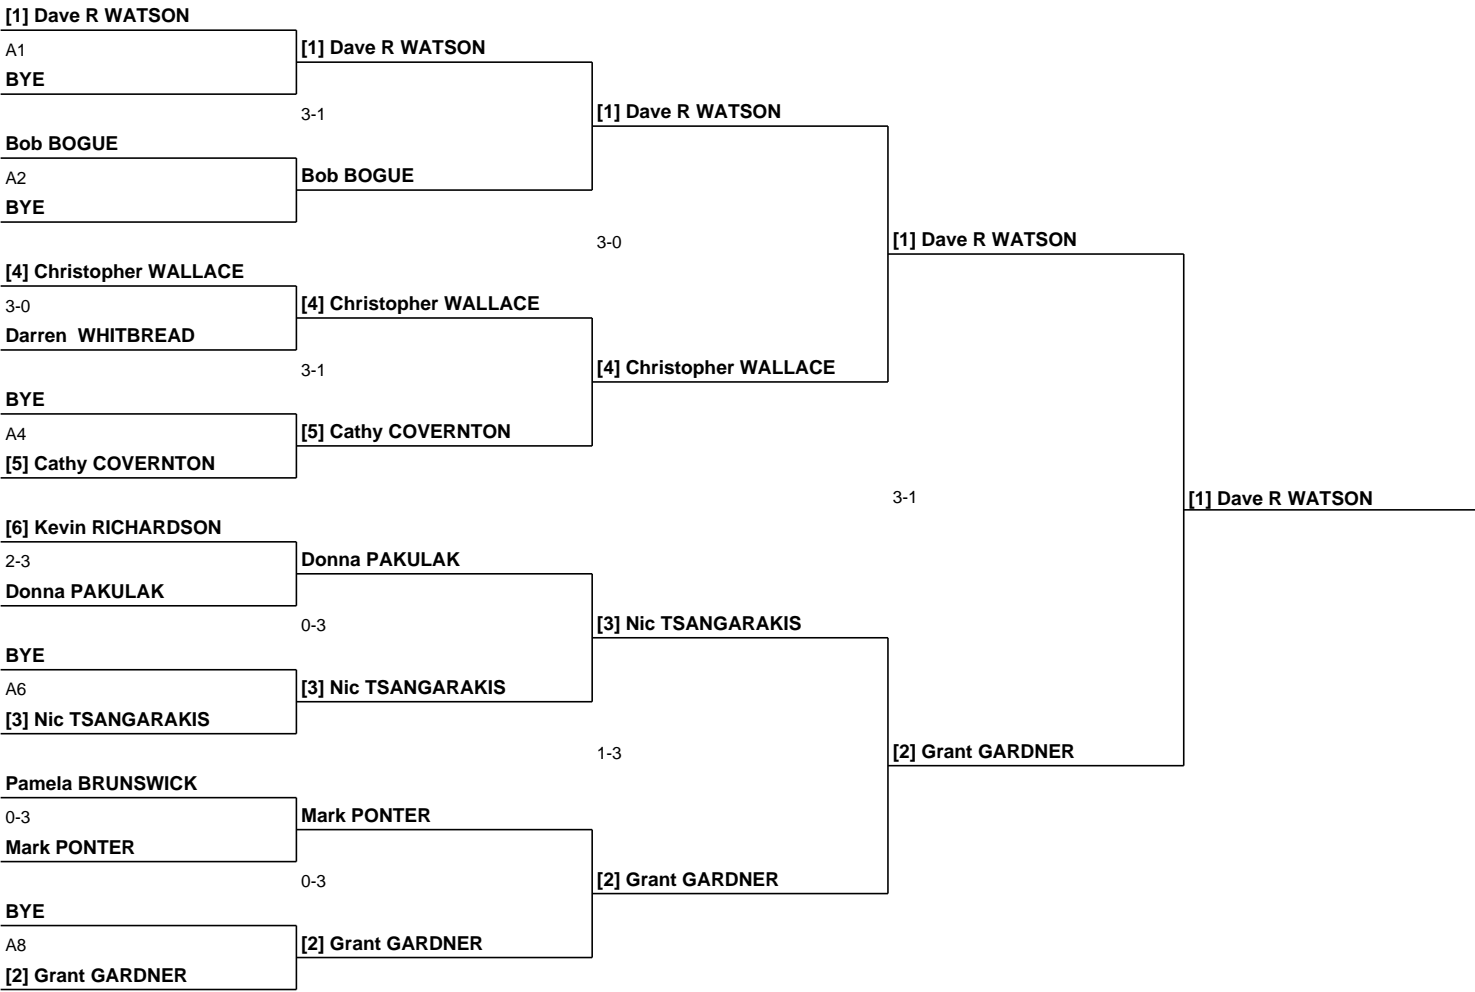 [1] Dave R WATSON
A1
BYE
Bob BOGUE
A2
BYE
[4] Christopher WALLACE
3-0
Darren  WHITBREAD
BYE
A4
[5] Cathy COVERNTON
[6] Kevin RICHARDSON
2-3
Donna PAKULAK
BYE
A6
[3] Nic TSANGARAKIS
Pamela BRUNSWICK
0-3
Mark PONTER
BYE
A8
[2] Grant GARDNER
[1] Dave R WATSON
3-1
Bob BOGUE
[4] Christopher WALLACE
3-1
[5] Cathy COVERNTON
Donna PAKULAK
0-3
[3] Nic TSANGARAKIS
Mark PONTER
0-3
[2] Grant GARDNER
[1] Dave R WATSON
3-0
[4] Christopher WALLACE
[3] Nic TSANGARAKIS
1-3
[2] Grant GARDNER
[1] Dave R WATSON
3-1
[2] Grant GARDNER
[1] Dave R WATSON